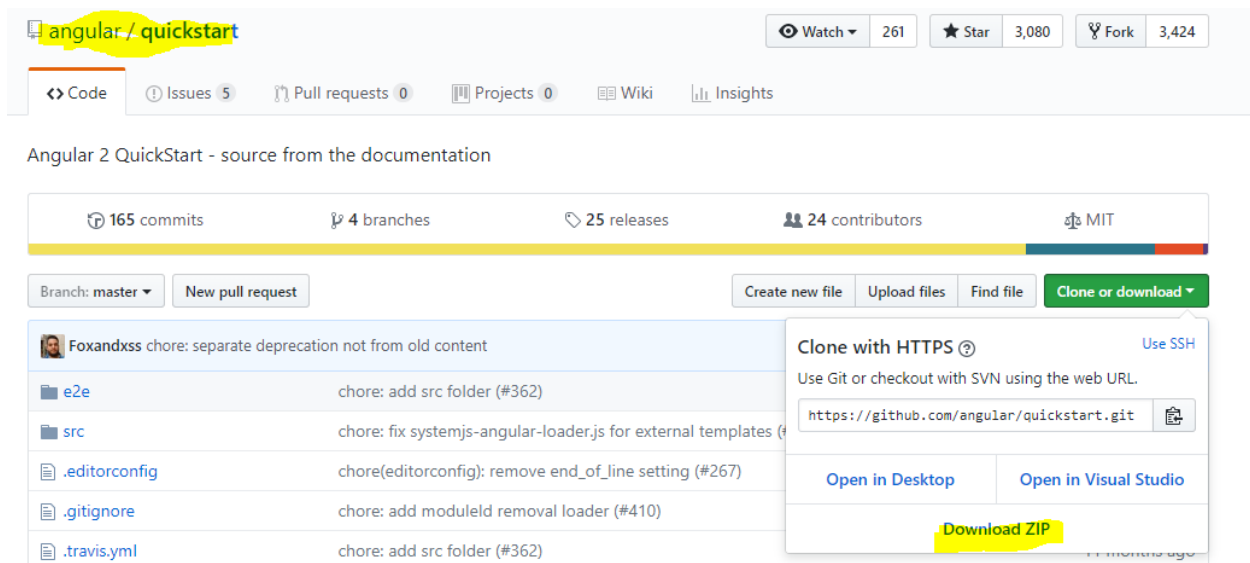 angular / quickstart
Watch 261 Star 3,080 Fork 3,424
Code Issues 5 Pull requests 0 Projects 0 Wiki Insights
Angular 2 QuickStart - source from the documentation
165 commits 4 branches 25 releases 24 contributors MIT
Branch: master New pull request Create new file Upload files Find file Clone or download
Foxandxss chore: separate deprecation not from old content
e2e chore: add src folder (#362)
src chore: fix systemjs-angular-loader.js for external templates (
.editorconfig chore(editorconfig): remove end_of_line setting (#267)
.gitignore chore: add moduleId removal loader (#410)
.travis.yml chore: add src folder (#362)
Clone with HTTPS ? Use SSH
Use Git or checkout with SVN using the web URL.
https://github.com/angular/quickstart.git
Open in Desktop Open in Visual Studio
Download ZIP